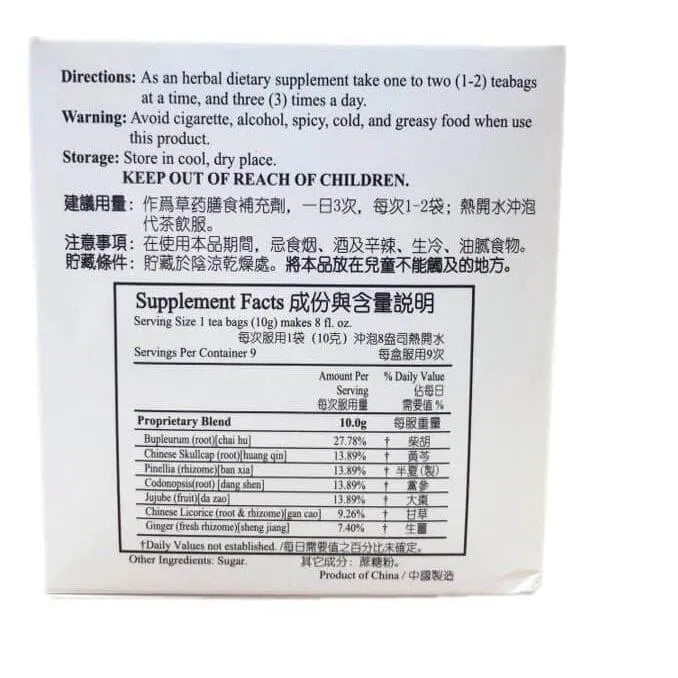 Directions: As an herbal dietary supplement take one to two (1-2) teabags
at a time, and three (3) times a day.
Warning: Avoid cigarette, alcohol, spicy, cold, and greasy food when use
this product.
Storage: Store in cool, dry place.
KEEP OUT OF REACH OF CHILDREN.
建議用量：作爲草药膳食補充劑，一日3次，每次1-2袋；熱開水沖泡
代茶飲服。
注意事項：在使用本品期間，忌食烟、酒及辛辣、生冷、油膩食物。
貯藏條件：貯藏於陰涼乾燥處。將本品放在兒童不能觸及的地方。
Supplement Facts 成份與含量説明
Serving Size 1 tea bags (10g) makes 8 fl. oz.
每次服用1袋（10克）沖泡8盎司熱開水
Servings Per Container 9 每盒服用9次
Amount Per % Daily Value
Serving 佔每日
每次服用量 需要值 %
Proprietary Blend 10.0g 每服重量
Bupleurum (root)[chai hu] 27.78% † 柴胡
Chinese Skullcap (root)[huang qin] 13.89% † 黃芩
Pinellia (rhizome)[ban xia] 13.89% † 半夏(製)
Codonopsis(root) [dang shen] 13.89% † 黨參
Jujube (fruit)[da zao] 13.89% † 大棗
Chinese Licorice (root & rhizome)[gan cao] 9.26% † 甘草
Ginger (fresh rhizome)[sheng jiang] 7.40% † 生薑
†Daily Values not established. /每日需要值之百分比未確定。
Other Ingredients: Sugar. 其它成分：蔗糖粉。
Product of China / 中國製造